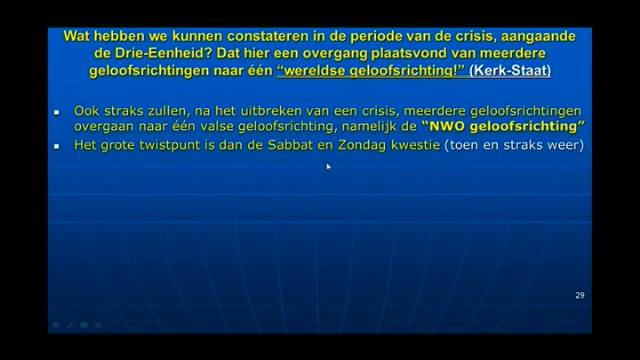 Wat hebben we kunnen constateren in de periode van de crisis, aangaande
de Drie-Eenheid? Dat hier een overgang plaatsvond van meerdere
geloofsrichtingen naar één “wereldse geloofsrichting!” (Kerk-Staat)
▪ Ook straks zullen, na het uitbreken van een crisis, meerdere geloofsrichtingen
overgaan naar één valse geloofsrichting, namelijk de “NWO geloofsrichting”
▪ Het grote twistpunt is dan de Sabbat en Zondag kwestie (toen en straks weer)
29